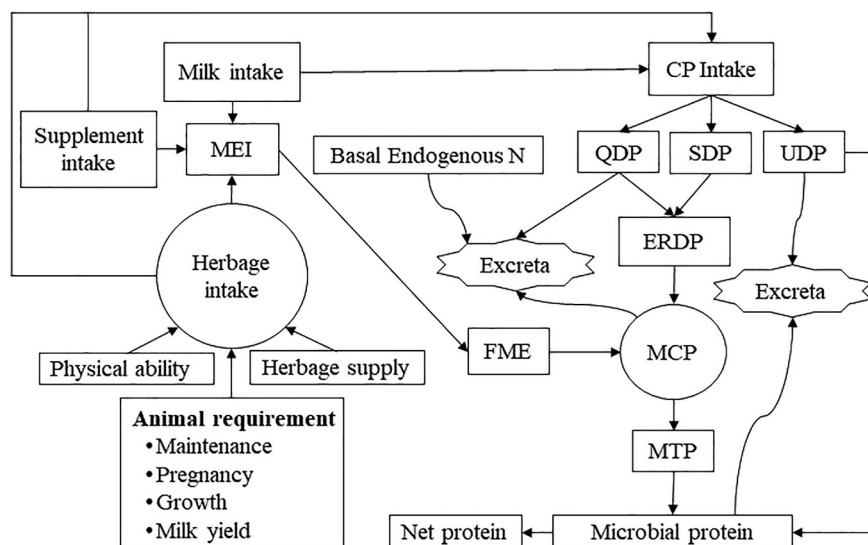 Milk intake
CP Intake
Supplement
intake
MEI
Basal Endogenous N
QDP
SDP
UDP
ERDP
Herbage
intake
Excreta
Excreta
FME
MCP
Physical ability
Herbage supply
Animal requirement
•Maintenance
•Pregnancy
•Growth
•Milk yield
MTP
Net protein
Microbial protein